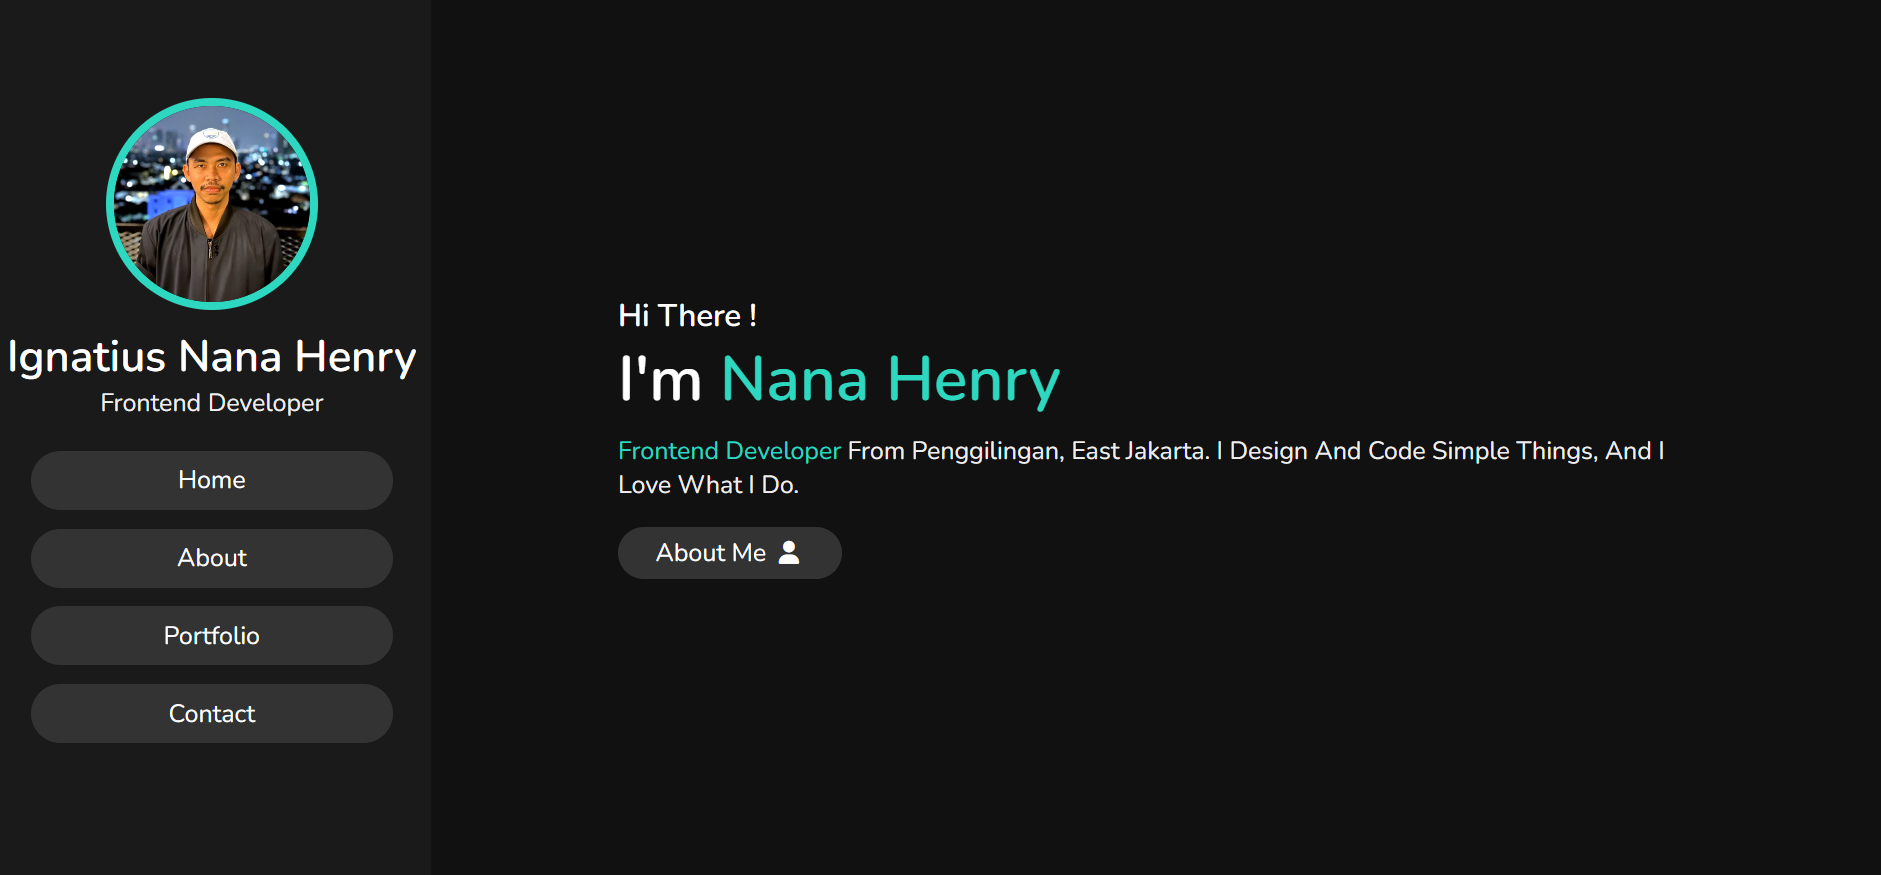 Ignatius Nana Henry
Frontend Developer
Home
About
Portfolio
Contact
Hi There !
I'm Nana Henry
Frontend Developer From Penggilingan, East Jakarta. I Design And Code Simple Things, And I
Love What I Do.
About Me